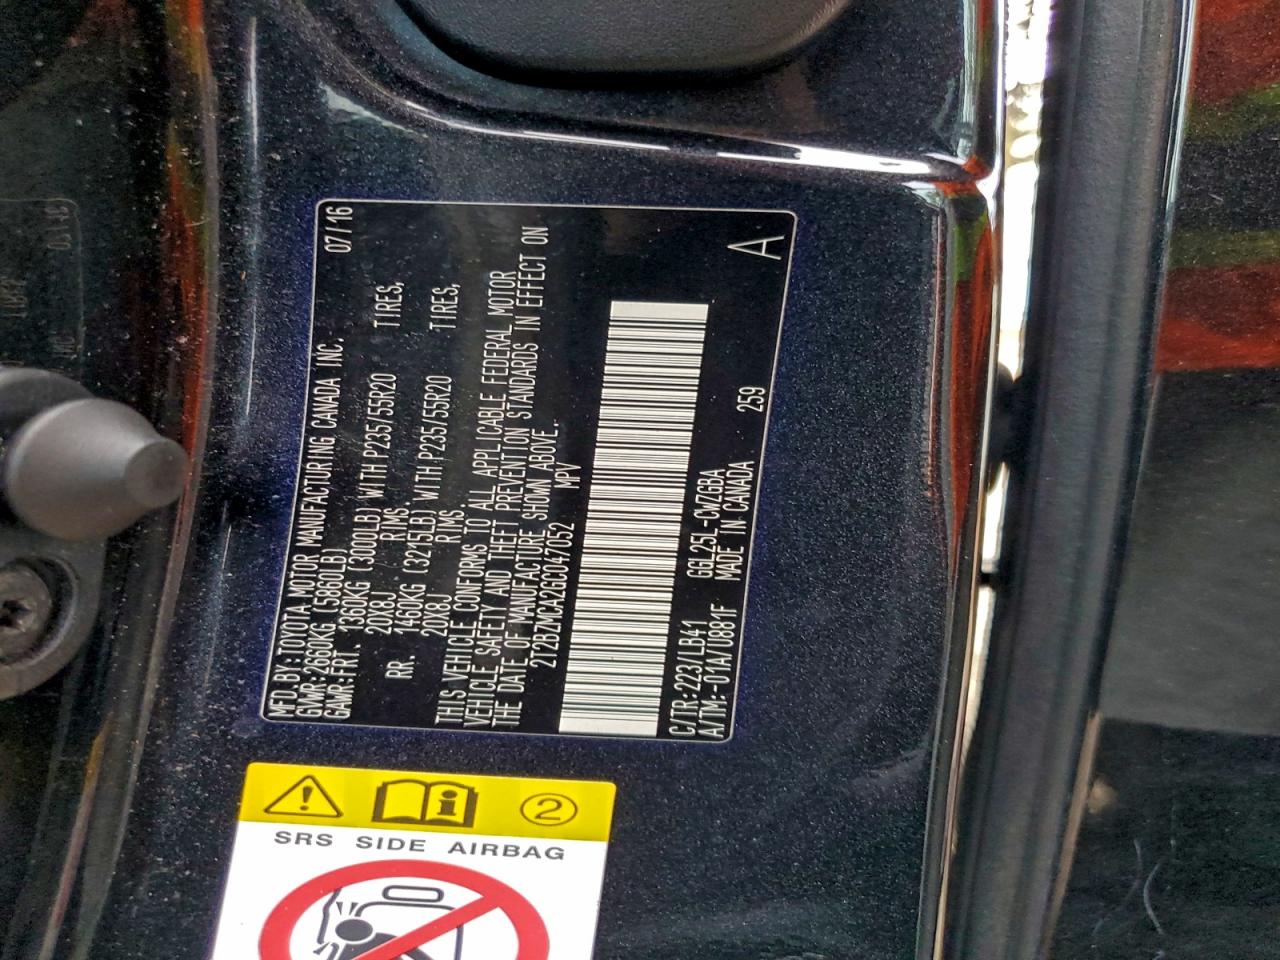 MFD. BY: TOYOTA MOTOR MANUFACTURING CANADA INC. 07/16
GVWR: 2660KG (5860LB)
GAWR: FRT. 1360KG (3000LB) WITH P235/55R20 TIRES,
20X8J RIMS
RR. 1460KG (3215LB) WITH P235/55R20 TIRES,
20X8J RIMS
THIS VEHICLE CONFORMS TO ALL APPLICABLE FEDERAL MOTOR
VEHICLE SAFETY AND THEFT PREVENTION STANDARDS IN EFFECT ON
THE DATE OF MANUFACTURE SHOWN ABOVE.
2T2BZMCA2GC047052 MPV
C/TR: 223/LB41 GGL25L-CWZGBA
A/TM: -01A/U881F MADE IN CANADA 259 A
2
SRS SIDE AIRBAG